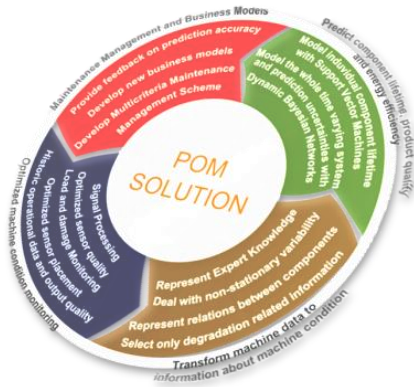 Maintenance Management and Business Models
Provide feedback on prediction accuracy
Develop new business models
Develop Multicriteria Maintenance
Management Scheme
Predict component lifetime, product quality
and energy efficiency
Model individual component lifetime
with Support Vector Machines
Model the whole time varying system
and prediction uncertainties with
Dynamic Bayesian Networks
POM
SOLUTION
Optimized machine condition monitoring
Signal Processing
Optimized sensor quality
Load and damage Monitoring
Optimized sensor placement
Historic operational data and output quality
Represent Expert Knowledge
Deal with non-stationary variability
Represent relations between components
Select only degradation related information
Transform machine data to
information about machine condition